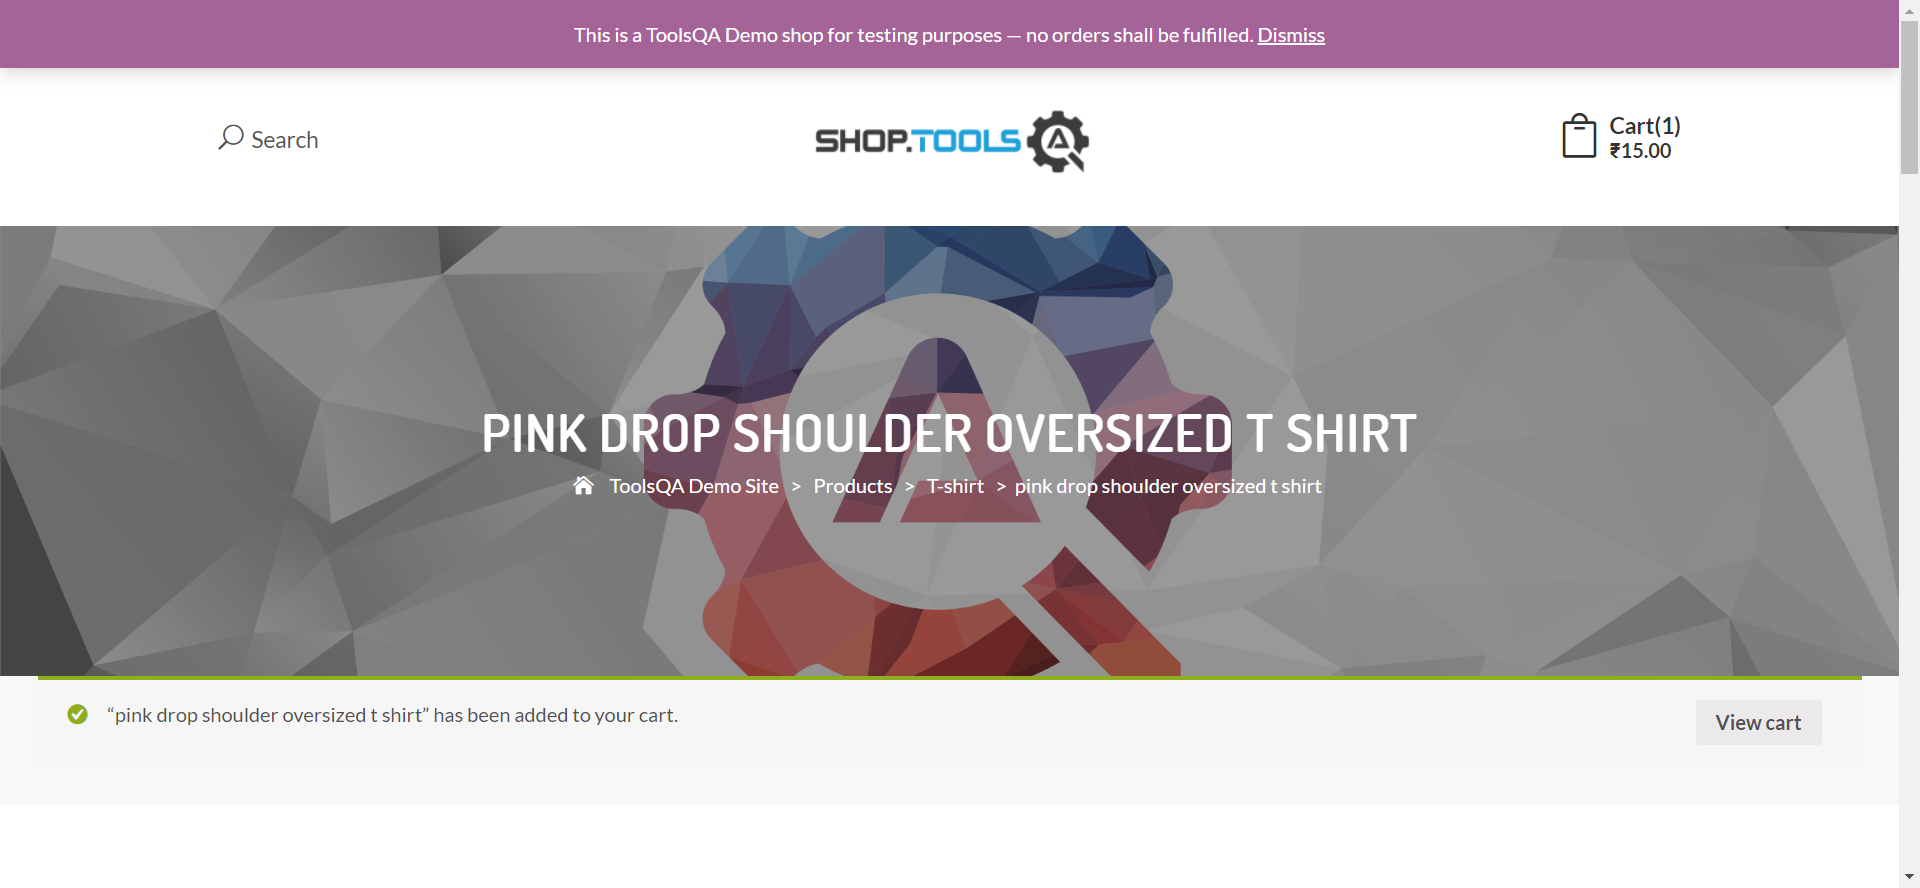 This is a ToolsQA Demo shop for testing purposes — no orders shall be fulfilled. Dismiss
Search
SHOP.TOOLS
Cart(1)
₹15.00
PINK DROP SHOULDER OVERSIZED T SHIRT
ToolsQA Demo Site > Products > T-shirt > pink drop shoulder oversized t shirt
“pink drop shoulder oversized t shirt” has been added to your cart.
View cart